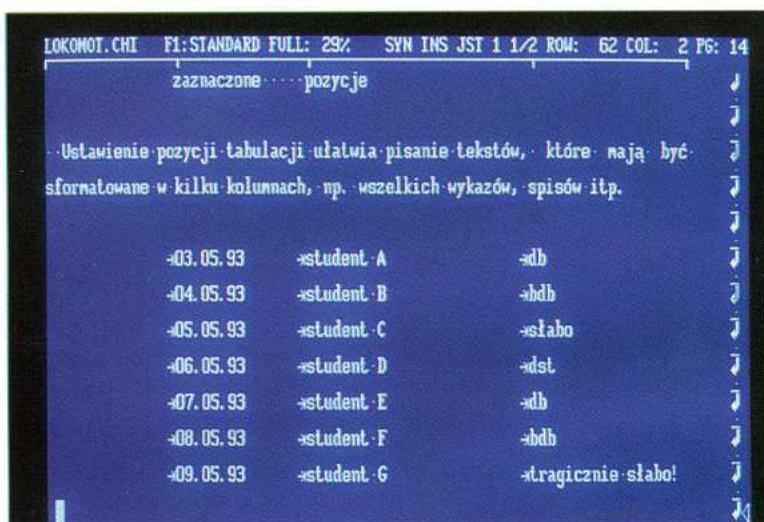 LOKOMOT.CHI F1:STANDARD FULL: 29% SYN INS JST 1 1/2 ROW: 62 COL: 2 PG: 14
zaznaczone·····pozycje
··Ustawienie·pozycji·tabulacji·ułatwia·pisanie·tekstów,· które· mają· być·
sformatowane·w·kilku·kolumnach,·np.·wszelkich·wykazów,·spisów·itp.
→03.05.93 →student·A →db
→04.05.93 →student·B →bdb
→05.05.93 →student·C →słabo
→06.05.93 →student·D →dst
→07.05.93 →student·E →db
→08.05.93 →student·F →bdb
→09.05.93 →student·G →tragicznie·słabo!